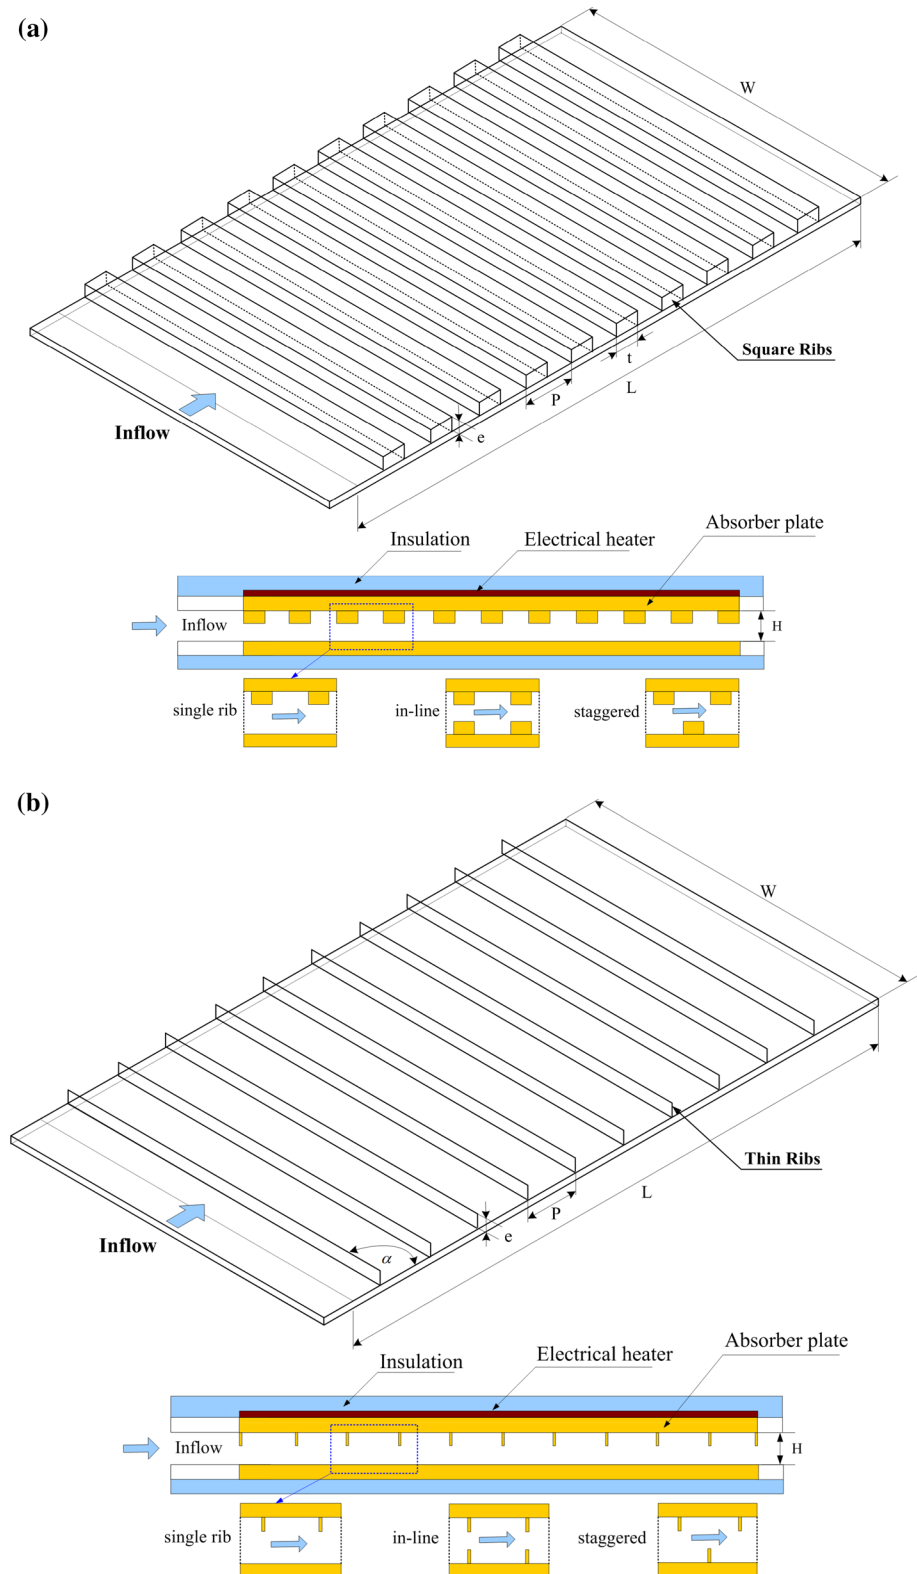 (a)
W
Square Ribs
t
L
P
e
Inflow
Absorber plate
Electrical heater
Insulation
Inflow
H
single rib
in-line
staggered
(b)
W
Thin Ribs
L
P
e
α
Inflow
Absorber plate
Electrical heater
Insulation
Inflow
H
single rib
in-line
staggered